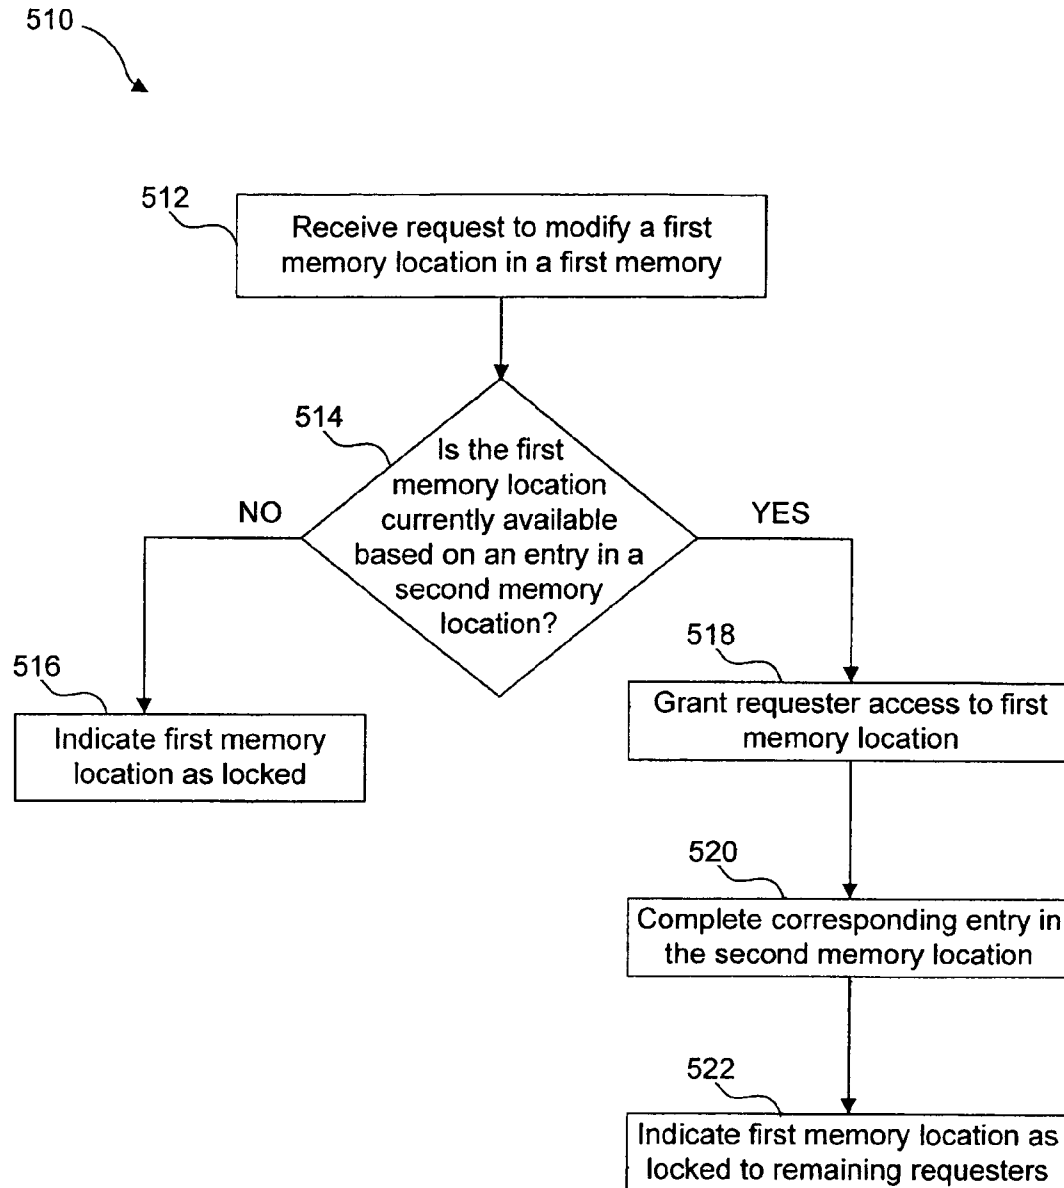 510
512
Receive request to modify a first
memory location in a first memory
514
Is the first
memory location
currently available
based on an entry in a
second memory
location?
NO
YES
516
Indicate first memory
location as locked
518
Grant requester access to first
memory location
520
Complete corresponding entry in
the second memory location
522
Indicate first memory location as
locked to remaining requesters